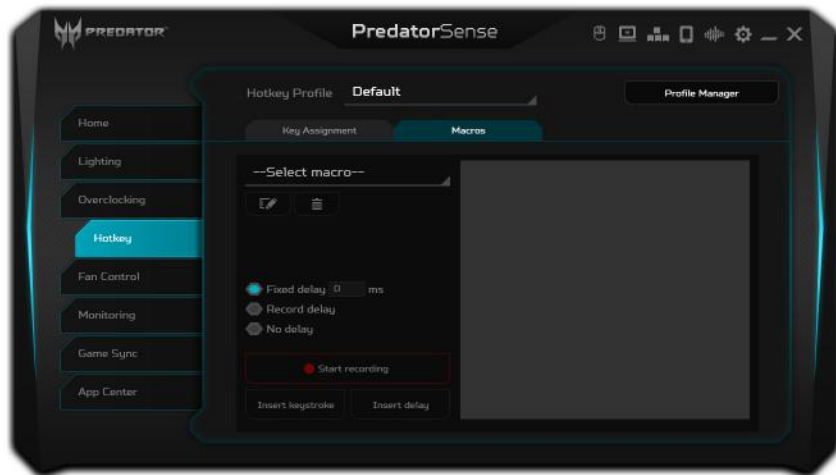 PREDATOR
PredatorSense
Hotkey Profile Default
Profile Manager
Key Assignment Macros
Home
Lighting
Overclocking
Hotkey
Fan Control
Monitoring
Game Sync
App Center
--Select macro--
Fixed delay 0 ms
Record delay
No delay
Start recording
Insert keystroke Insert delay